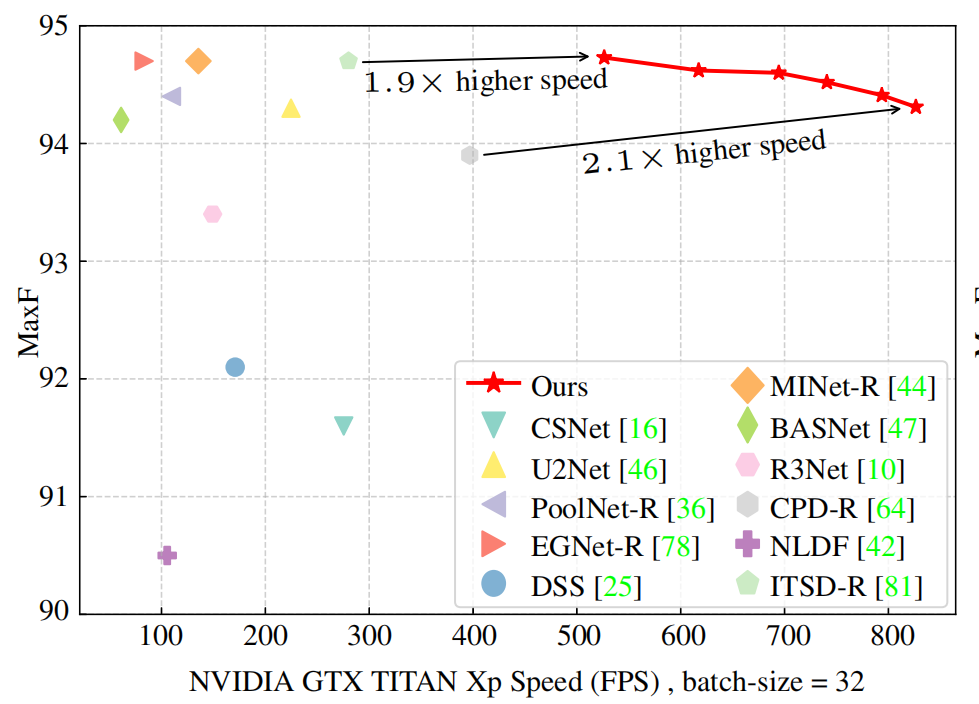 95
94
93
92
91
90
MaxF
1.9× higher speed
2.1× higher speed
Ours
CSNet [16]
U2Net [46]
PoolNet-R [36]
EGNet-R [78]
DSS [25]
MINet-R [44]
BASNet [47]
R3Net [10]
CPD-R [64]
NLDF [42]
ITSD-R [81]
100 200 300 400 500 600 700 800
NVIDIA GTX TITAN Xp Speed (FPS) , batch-size = 32